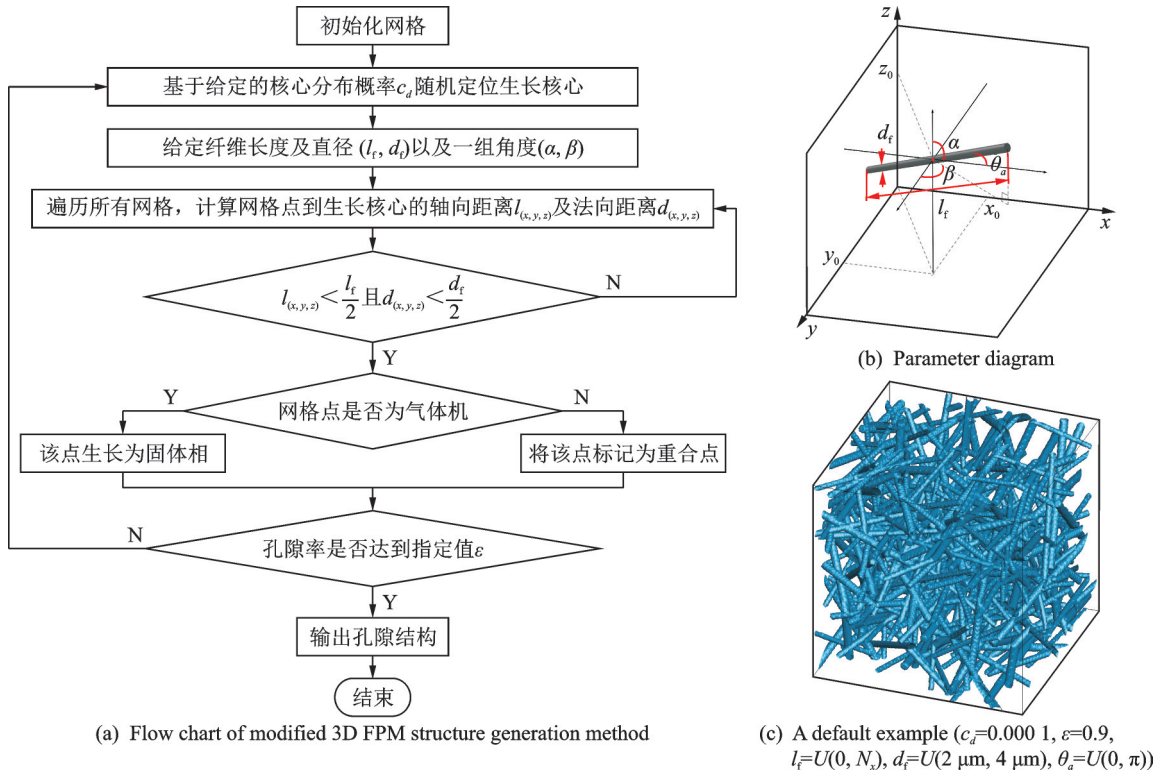 初始化网格
基于给定的核心分布概率c_d随机定位生长核心
给定纤维长度及直径 (l_f, d_f)以及一组角度(α, β)
遍历所有网格，计算网格点到生长核心的轴向距离l_(x,y,z)及法向距离d_(x,y,z)
l_(x,y,z)<l_f/2且d_(x,y,z)<d_f/2
N
Y
网格点是否为气体机
Y
N
该点生长为固体相
将该点标记为重合点
孔隙率是否达到指定值ε
N
Y
输出孔隙结构
结束
(a) Flow chart of modified 3D FPM structure generation method
z
z_0
d_f
α
θ_a
β
l_f
x_0
x
y_0
y
(b) Parameter diagram
(c) A default example (c_d=0.000 1, ε=0.9,
l_f=U(0, N_x), d_f=U(2 μm, 4 μm), θ_a=U(0, π))